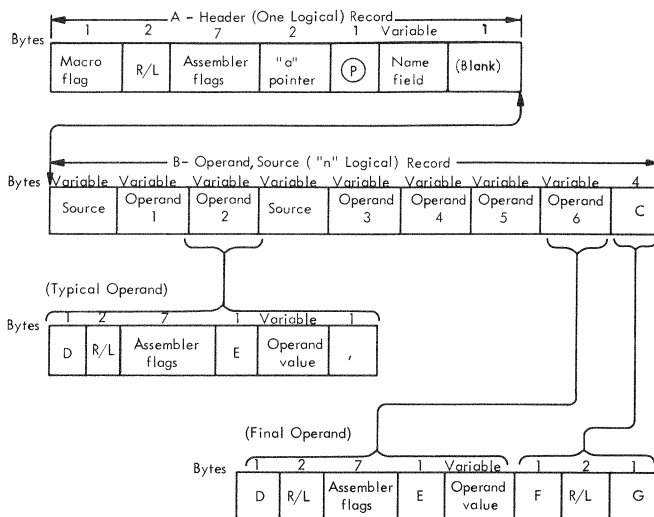 A - Header (One Logical) Record
Bytes 1 2 7 2 1 Variable 1
Macro flag R/L Assembler flags "a" pointer P Name field (Blank)
B- Operand, Source ( "n" Logical) Record
Bytes Variable Variable Variable Variable Variable Variable Variable Variable 4
Source Operand 1 Operand 2 Source Operand 3 Operand 4 Operand 5 Operand 6 C
(Typical Operand)
Bytes 1 2 7 1 Variable 1
D R/L Assembler flags E Operand value ,
(Final Operand)
Bytes 1 2 7 1 Variable 1 2 1
D R/L Assembler flags E Operand value F R/L G